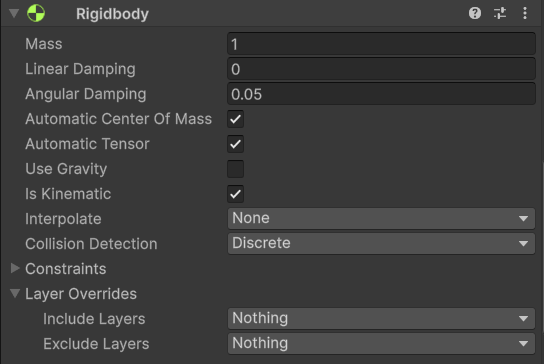 Rigidbody
Mass 1
Linear Damping 0
Angular Damping 0.05
Automatic Center Of Mass
Automatic Tensor
Use Gravity
Is Kinematic
Interpolate None
Collision Detection Discrete
Constraints
Layer Overrides
Include Layers Nothing
Exclude Layers Nothing